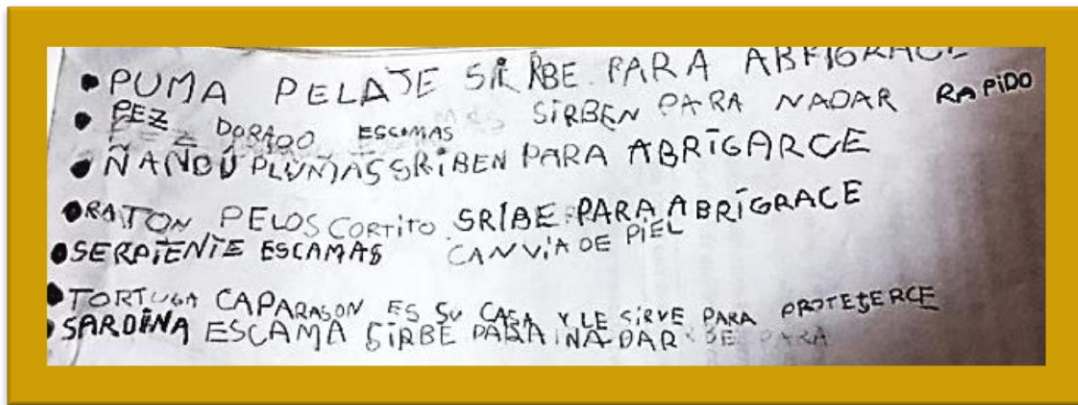 • PUMA PELAJE SIRBE PARA ABRIGRACE
• PEZ DORADO ESCAMAS SIRBEN PARA NADAR RAPIDO
• ÑANDÚ PLUMAS SRIBEN PARA ABRIGARCE
• RATON PELOS CORTITO SRIBE PARA ABRIGRACE
• SERPIENTE ESCAMAS CANVIA DE PIEL
• TORTUGA CAPARASON ES SU CASA Y LE SIRVE PARA PROTEJERCE
• SARDINA ESCAMA SIRBE PARA NADAR